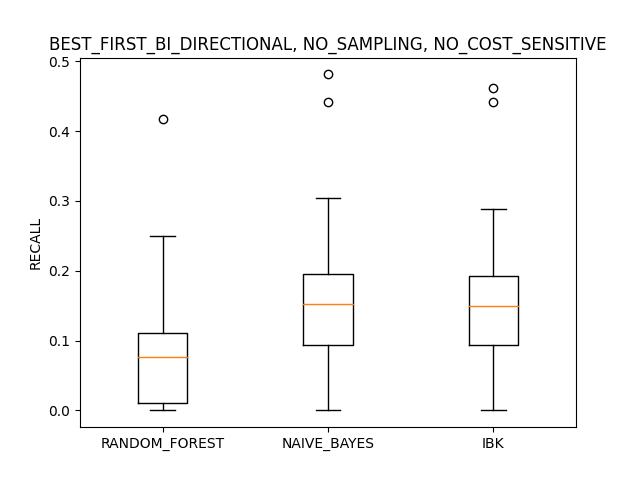 BEST_FIRST_BI_DIRECTIONAL, NO_SAMPLING, NO_COST_SENSITIVE
0.5
0.4
0.3
0.2
0.1
0.0
RECALL
RANDOM_FOREST
NAIVE_BAYES
IBK